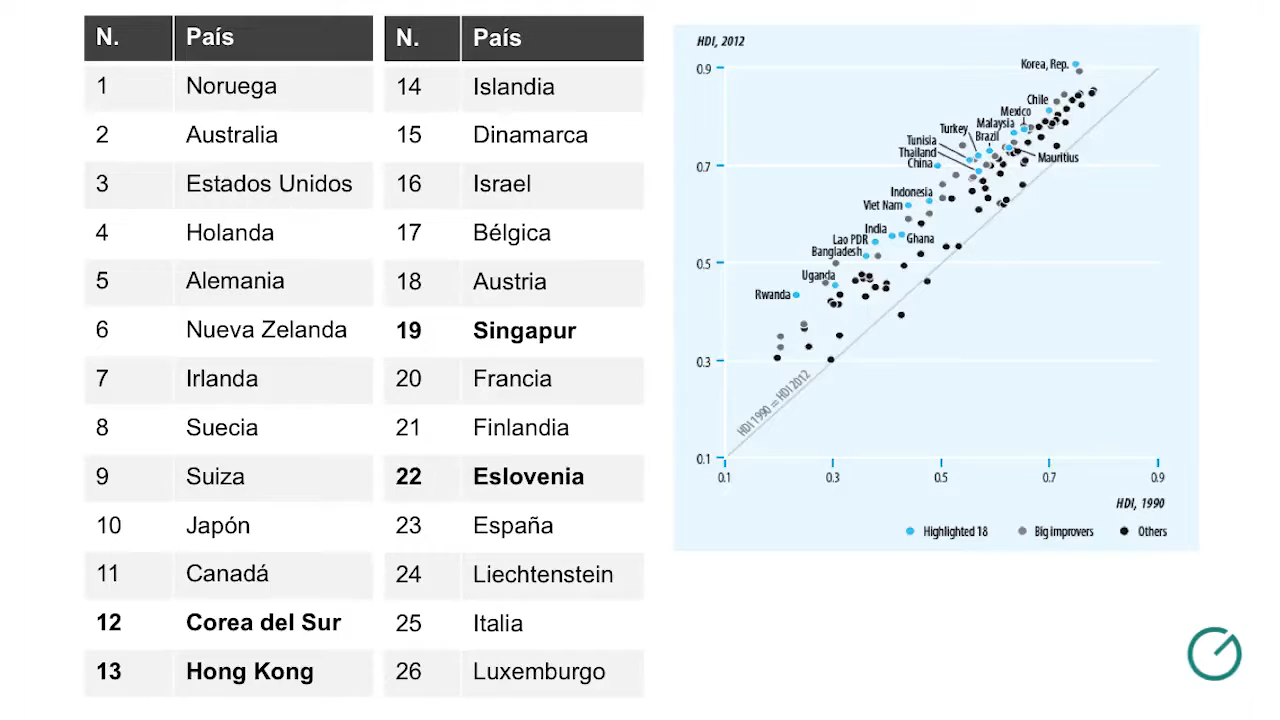 N. País
1 Noruega
2 Australia
3 Estados Unidos
4 Holanda
5 Alemania
6 Nueva Zelanda
7 Irlanda
8 Suecia
9 Suiza
10 Japón
11 Canadá
12 Corea del Sur
13 Hong Kong
N. País
14 Islandia
15 Dinamarca
16 Israel
17 Bélgica
18 Austria
19 Singapur
20 Francia
21 Finlandia
22 Eslovenia
23 España
24 Liechtenstein
25 Italia
26 Luxemburgo
HDI, 2012
0.9
0.7
0.5
0.3
0.1
Korea, Rep.
Chile
Mexico
Malaysia
Turkey
Brazil
Tunisia
Thailand
China
Mauritius
Indonesia
Viet Nam
India
Ghana
Lao PDR
Bangladesh
Uganda
Rwanda
HDI 1990 = HDI 2012
0.1 0.3 0.5 0.7 0.9
HDI, 1990
Highlighted 18 Big improvers Others